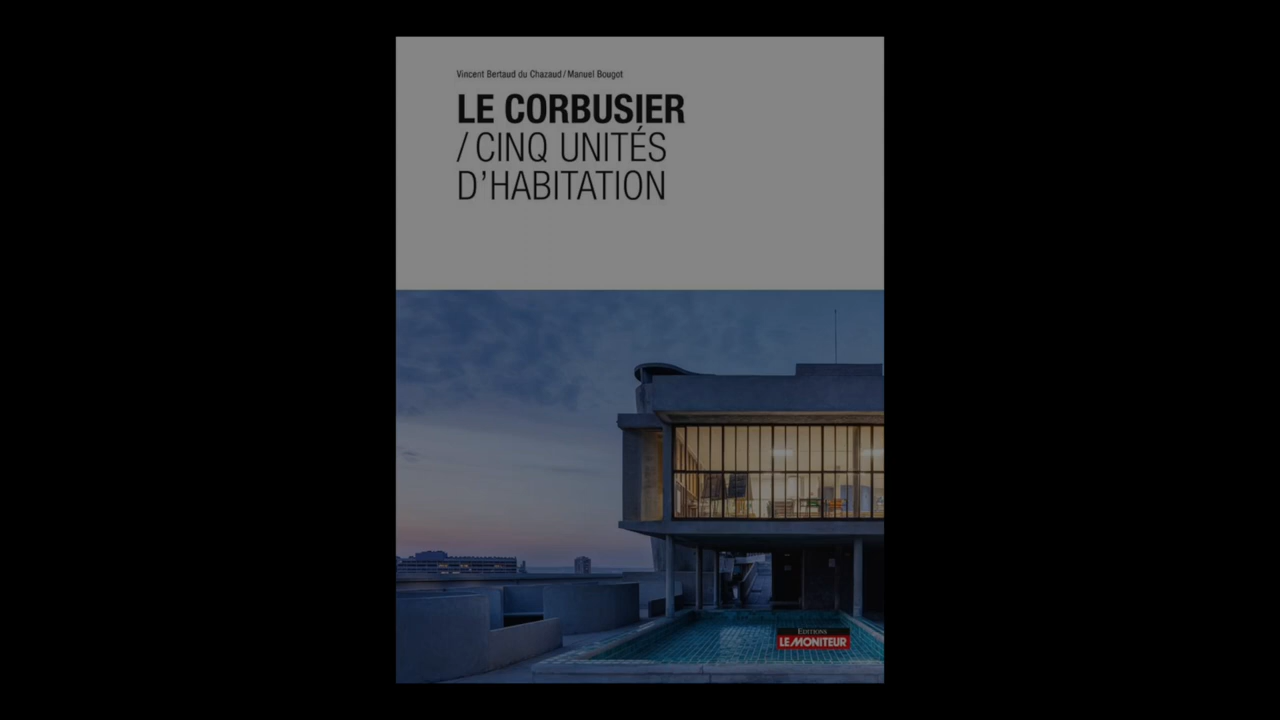 Vincent Bertaud du Chazaud / Manuel Bougot
LE CORBUSIER
/ CINQ UNITÉS
D'HABITATION
EDITIONS
LE MONITEUR